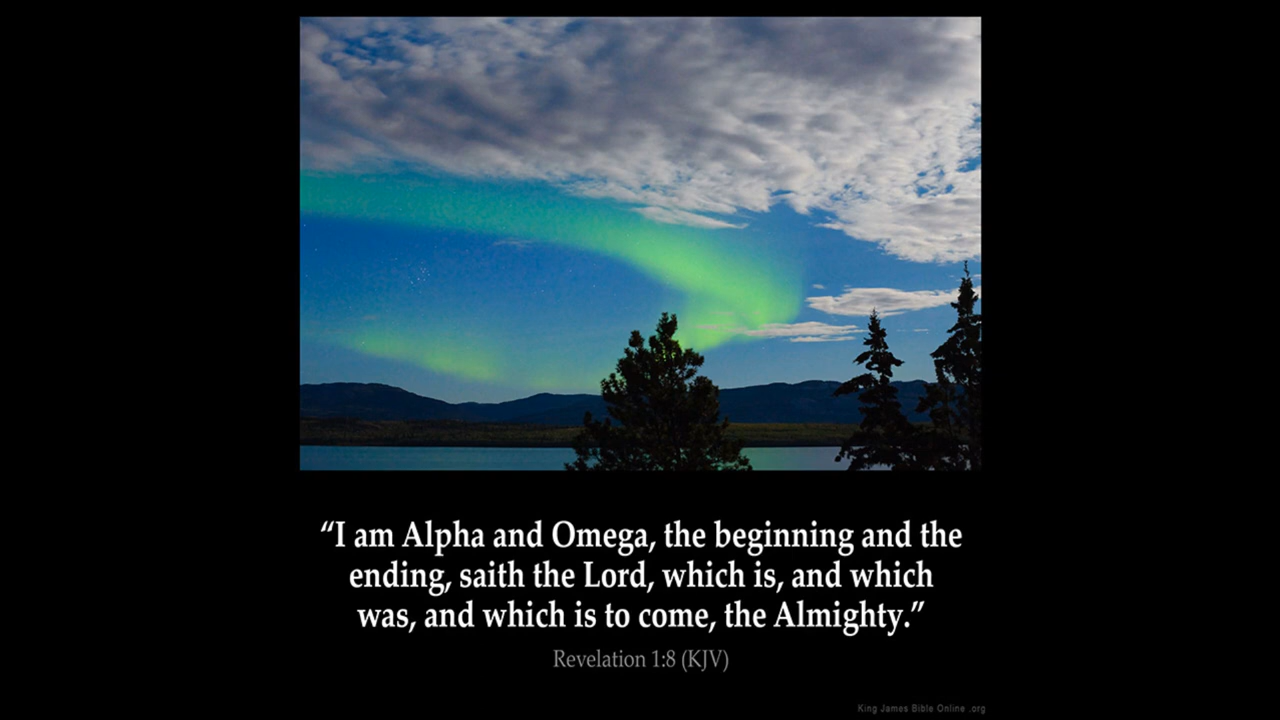 “I am Alpha and Omega, the beginning and the
ending, saith the Lord, which is, and which
was, and which is to come, the Almighty.”
Revelation 1:8 (KJV)
King James Bible Online .org